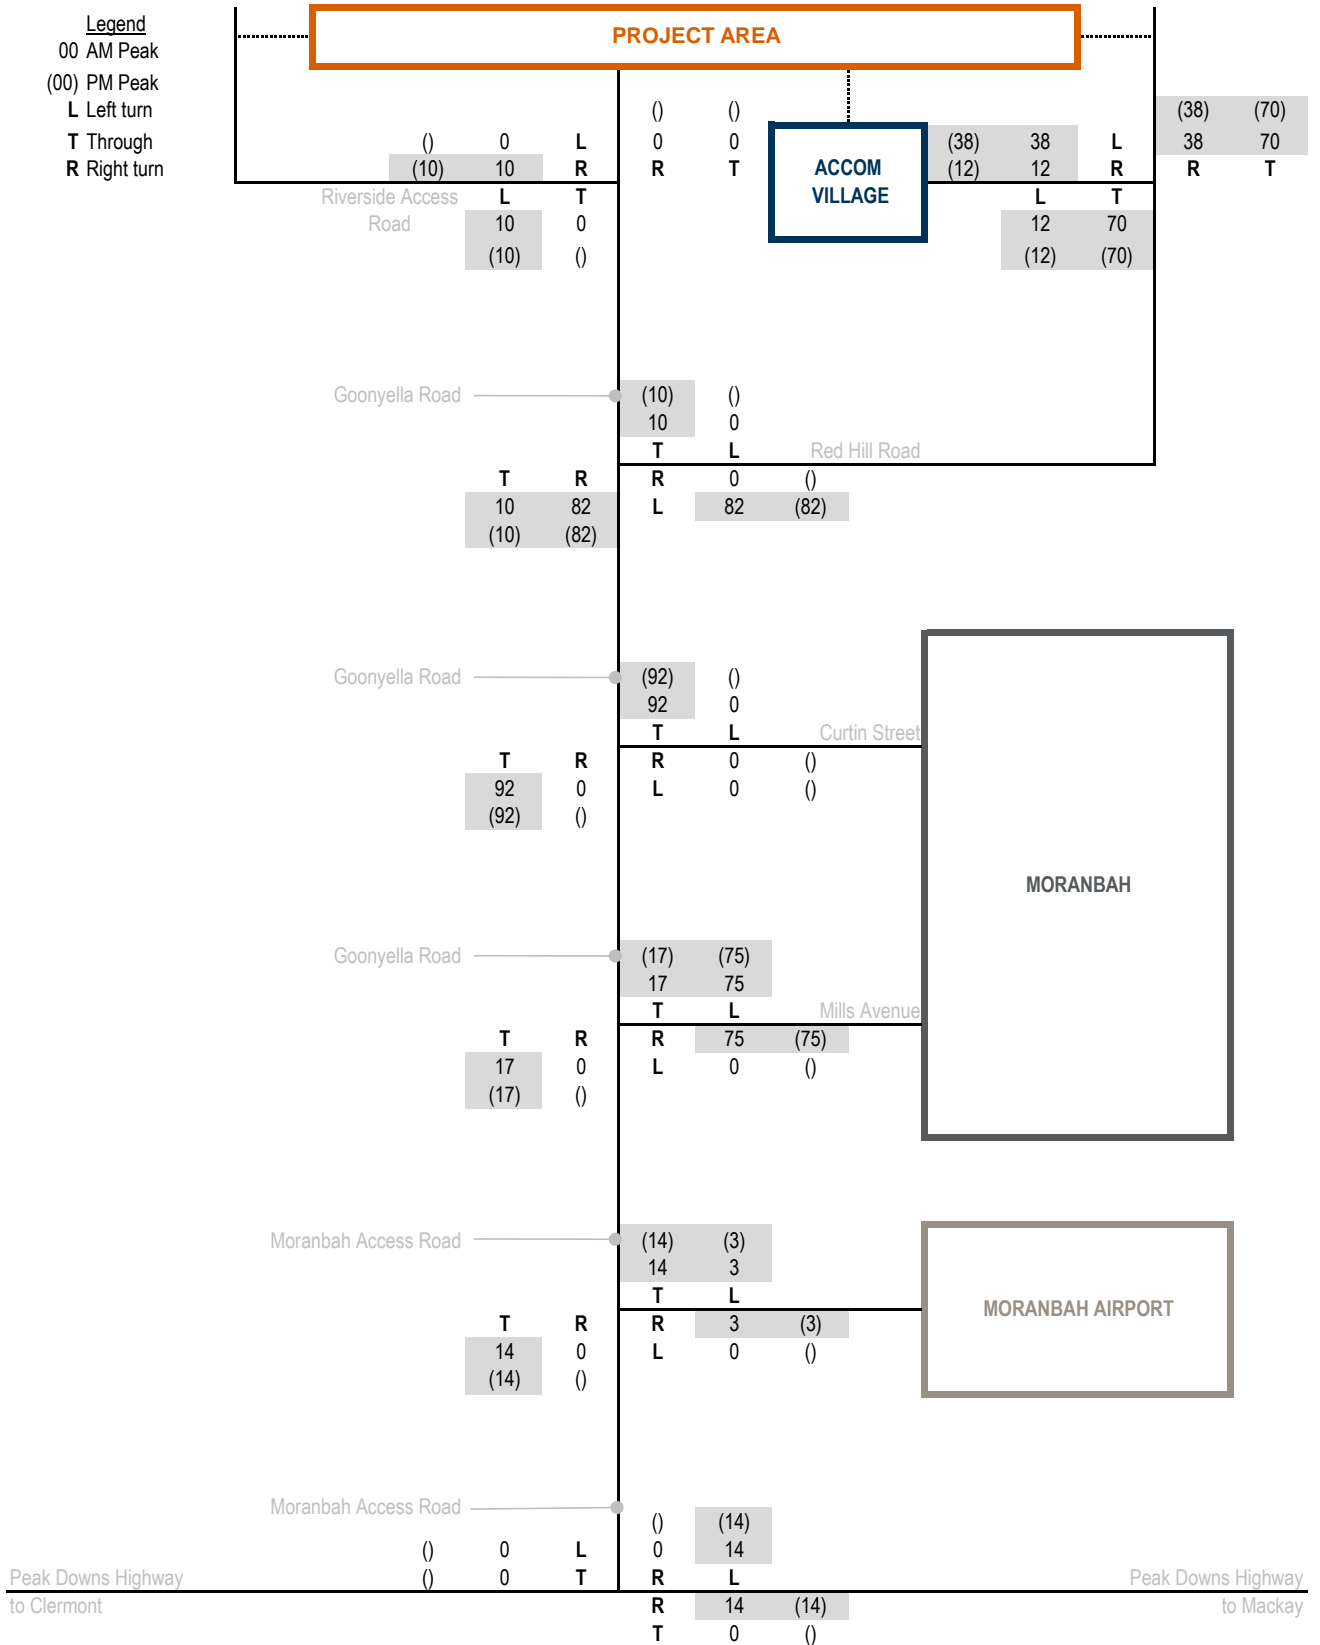 Legend
00 AM Peak
(00) PM Peak
L Left turn
T Through
R Right turn
PROJECT AREA
() () (38) (70)
() 0 L 0 0 (38) 38 L 38 70
(10) 10 R R T (12) 12 R R T
ACCOM
VILLAGE
Riverside Access
Road
L T L T
10 0 12 70
(10) () (12) (70)
Goonyella Road (10) ()
10 0
T L Red Hill Road
T R R 0 ()
10 82 L 82 (82)
(10) (82)
Goonyella Road (92) ()
92 0
T L Curtin Street
T R R 0 ()
92 0 L 0 ()
(92) ()
MORANBAH
Goonyella Road (17) (75)
17 75
T L Mills Avenue
T R R 75 (75)
17 0 L 0 ()
(17) ()
Moranbah Access Road (14) (3)
14 3
T L
MORANBAH AIRPORT
T R R 3 (3)
14 0 L 0 ()
(14) ()
Moranbah Access Road
() (14)
() 0 L 0 14
Peak Downs Highway () 0 T R L Peak Downs Highway
to Clermont R 14 (14) to Mackay
T 0 ()